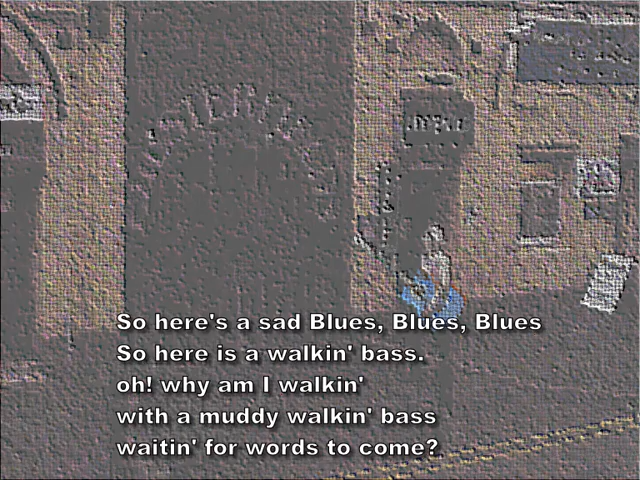 So here's a sad Blues, Blues, Blues
So here is a walkin' bass.
oh! why am I walkin'
with a muddy walkin' bass
waitin' for words to come?